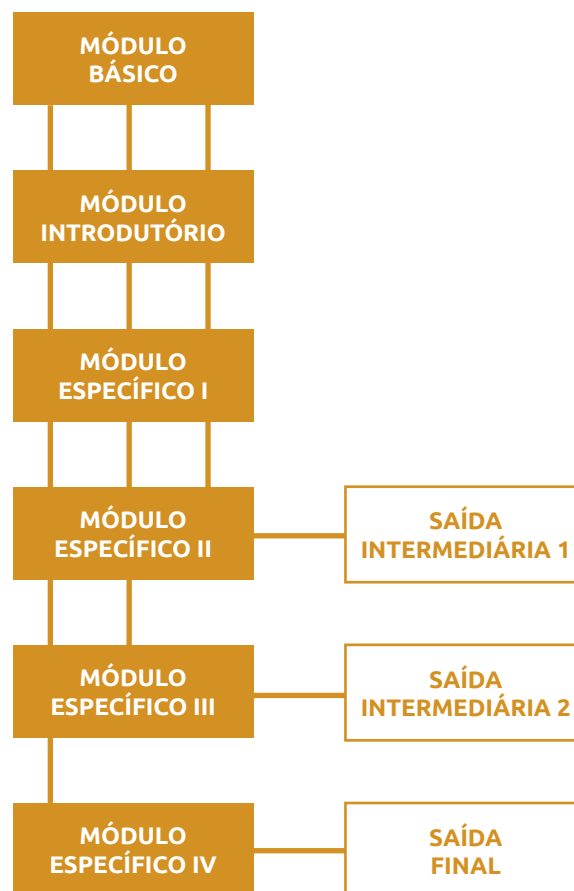 MÓDULO
BÁSICO
MÓDULO
INTRODUTÓRIO
MÓDULO
ESPECÍFICO I
MÓDULO
ESPECÍFICO II
SAÍDA
INTERMEDIÁRIA 1
MÓDULO
ESPECÍFICO III
SAÍDA
INTERMEDIÁRIA 2
MÓDULO
ESPECÍFICO IV
SAÍDA
FINAL